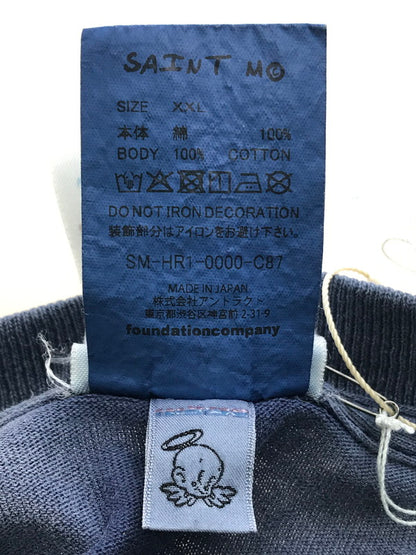 SAINT M©
SIZE XXL
本体 綿 100%
BODY 100% COTTON
DO NOT IRON DECORATION
装飾部分はアイロンをお避け下さい
SM-HR1-0000-C87
MADE IN JAPAN
株式会社アントラクト
東京都渋谷区神宮前2-31-9
foundationcompany